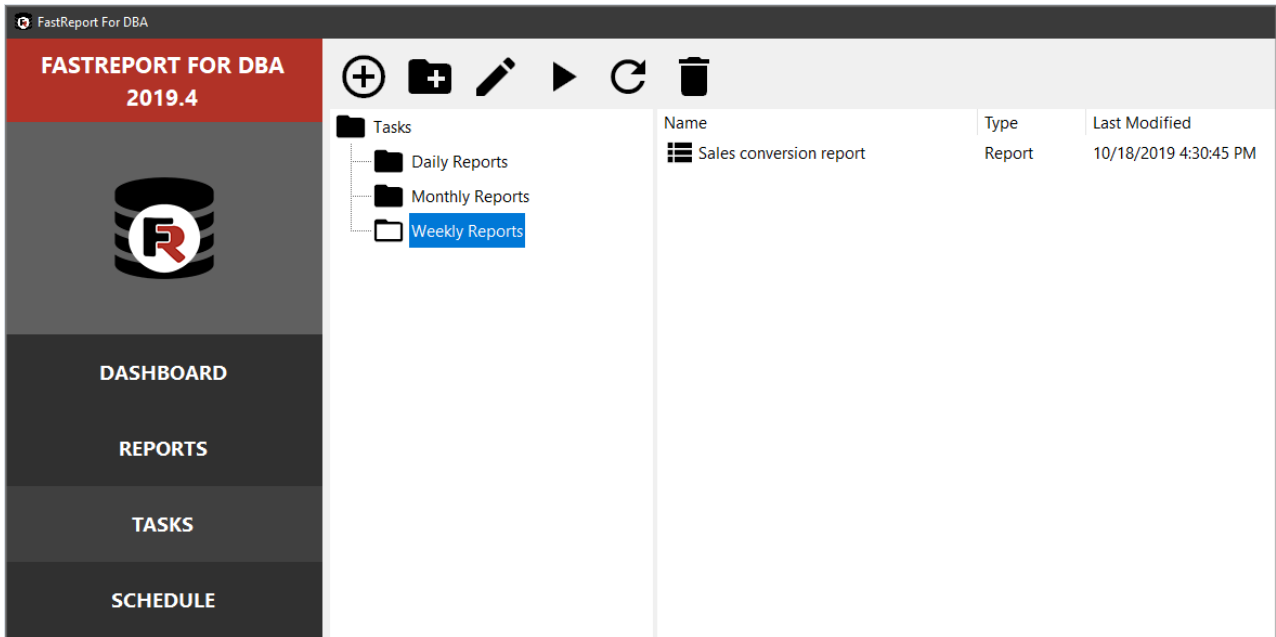 FastReport For DBA
FASTREPORT FOR DBA
2019.4
FR
DASHBOARD
REPORTS
TASKS
SCHEDULE
Tasks
Daily Reports
Monthly Reports
Weekly Reports
Name Type Last Modified
Sales conversion report Report 10/18/2019 4:30:45 PM